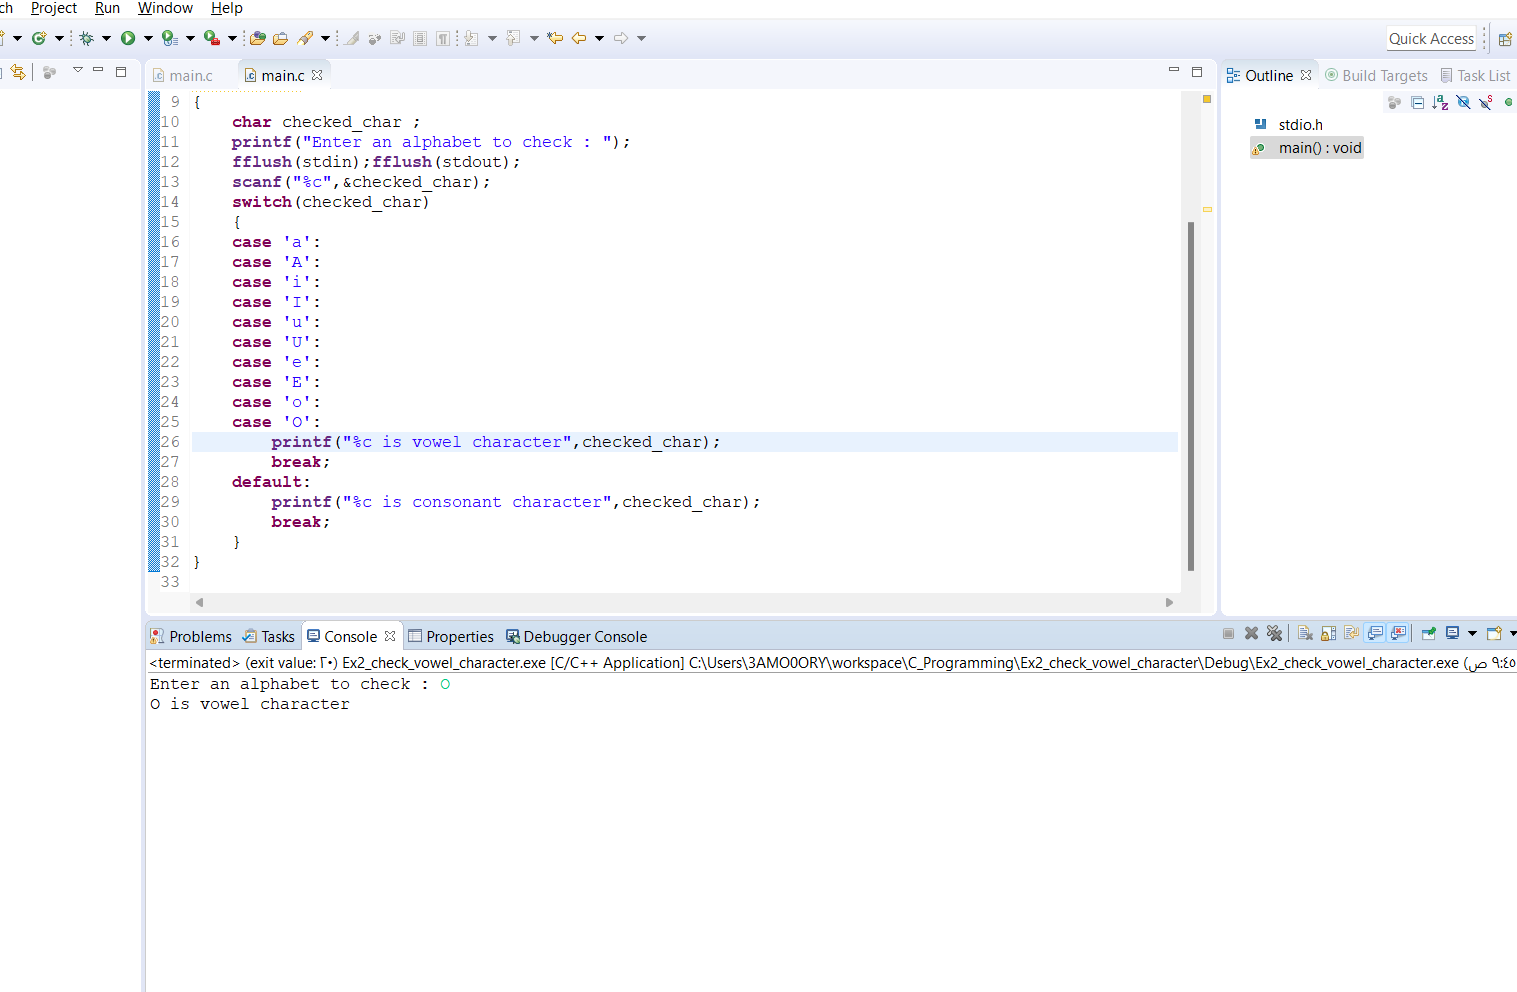 ch Project Run Window Help
Quick Access
main.c main.c
Outline Build Targets Task List
stdio.h
main() : void
9 {
10 char checked_char ;
11 printf("Enter an alphabet to check : ");
12 fflush(stdin);fflush(stdout);
13 scanf("%c",&checked_char);
14 switch(checked_char)
15 {
16 case 'a':
17 case 'A':
18 case 'i':
19 case 'I':
20 case 'u':
21 case 'U':
22 case 'e':
23 case 'E':
24 case 'o':
25 case 'O':
26 printf("%c is vowel character",checked_char);
27 break;
28 default:
29 printf("%c is consonant character",checked_char);
30 break;
31 }
32 }
33
Problems Tasks Console Properties Debugger Console
<terminated> (exit value: ٢٠) Ex2_check_vowel_character.exe [C/C++ Application] C:\Users\3AMO0ORY\workspace\C_Programming\Ex2_check_vowel_character\Debug\Ex2_check_vowel_character.exe (ص ٩:٤٥
Enter an alphabet to check : O
O is vowel character